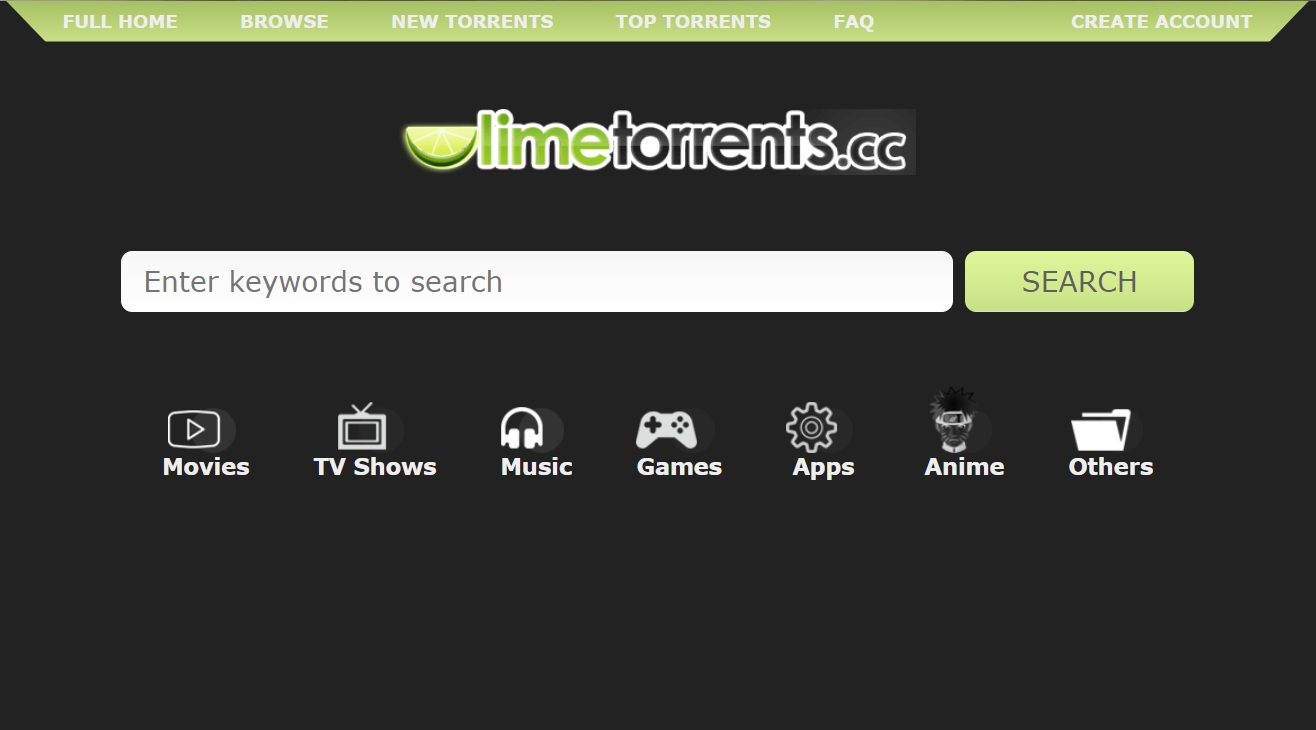 FULL HOME BROWSE NEW TORRENTS TOP TORRENTS FAQ CREATE ACCOUNT
limetorrents.cc
Enter keywords to search SEARCH
Movies TV Shows Music Games Apps Anime Others